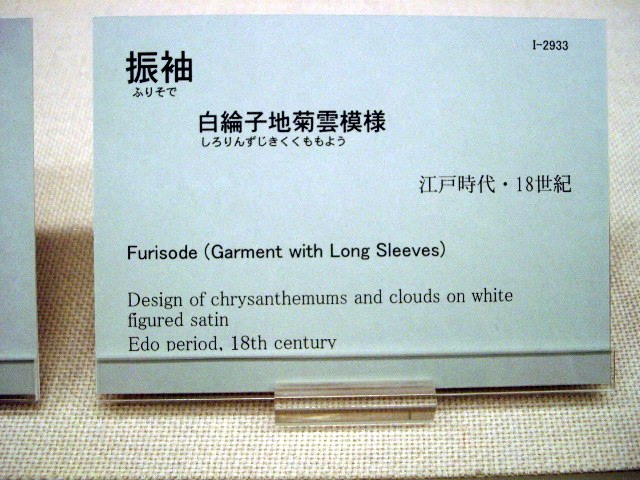 I-2933
振袖
ふりそで
白綸子地菊雲模様
しろりんずじきくくももよう
江戸時代・18世紀
Furisode (Garment with Long Sleeves)
Design of chrysanthemums and clouds on white
figured satin
Edo period, 18th century